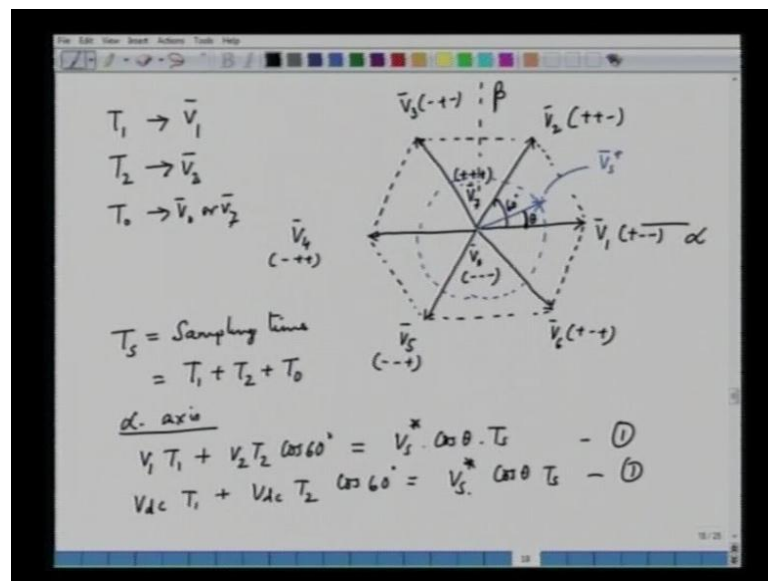 File Edit View Insert Actions Tools Help
T₁ → V̄₁
T₂ → V̄₂
T₀ → V̄₀ or V̄₇
V̄₃ (-+-)
β
V̄₂ (++-)
V̄s*
(+++)
V̄₇
60°
θ
V̄₁ (+--) α
V̄₀
(---)
V̄₄
(-++)
V̄₅
(--+)
V̄₆ (+-+)
Ts = Sampling time
= T₁ + T₂ + T₀
α- axis
V₁ T₁ + V₂ T₂ Cos60° = Vs* . Cos θ . Ts - ①
Vdc T₁ + Vdc T₂ Cos 60° = Vs*. Cos θ Ts - ①
19